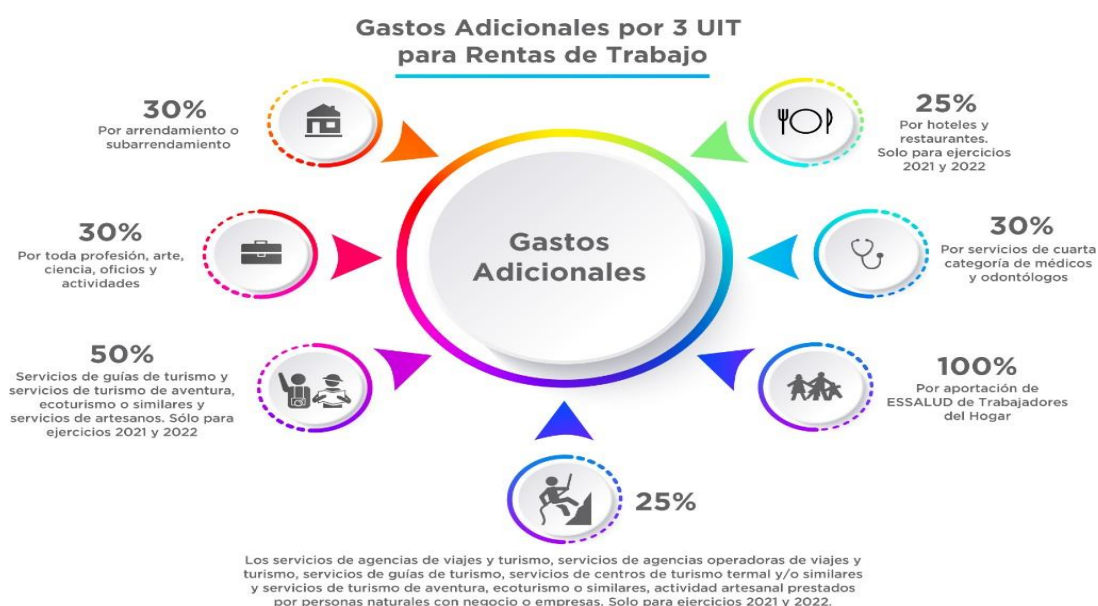 Gastos Adicionales por 3 UIT
para Rentas de Trabajo
30%
Por arrendamiento o
subarrendamiento
25%
Por hoteles y
restaurantes.
Solo para ejercicios
2021 y 2022
30%
Por toda profesión, arte,
ciencia, oficios y
actividades
Gastos
Adicionales
30%
Por servicios de cuarta
categoría de médicos
y odontólogos
50%
Servicios de guías de turismo y
servicios de turismo de aventura,
ecoturismo o similares y
servicios de artesanos. Sólo para
ejercicios 2021 y 2022
100%
Por aportación de
ESSALUD de Trabajadores
del Hogar
25%
Los servicios de agencias de viajes y turismo, servicios de agencias operadoras de viajes y
turismo, servicios de guías de turismo, servicios de centros de turismo termal y/o similares
y servicios de turismo de aventura, ecoturismo o similares, actividad artesanal prestados
por personas naturales con negocio o empresas. Solo para ejercicios 2021 y 2022.